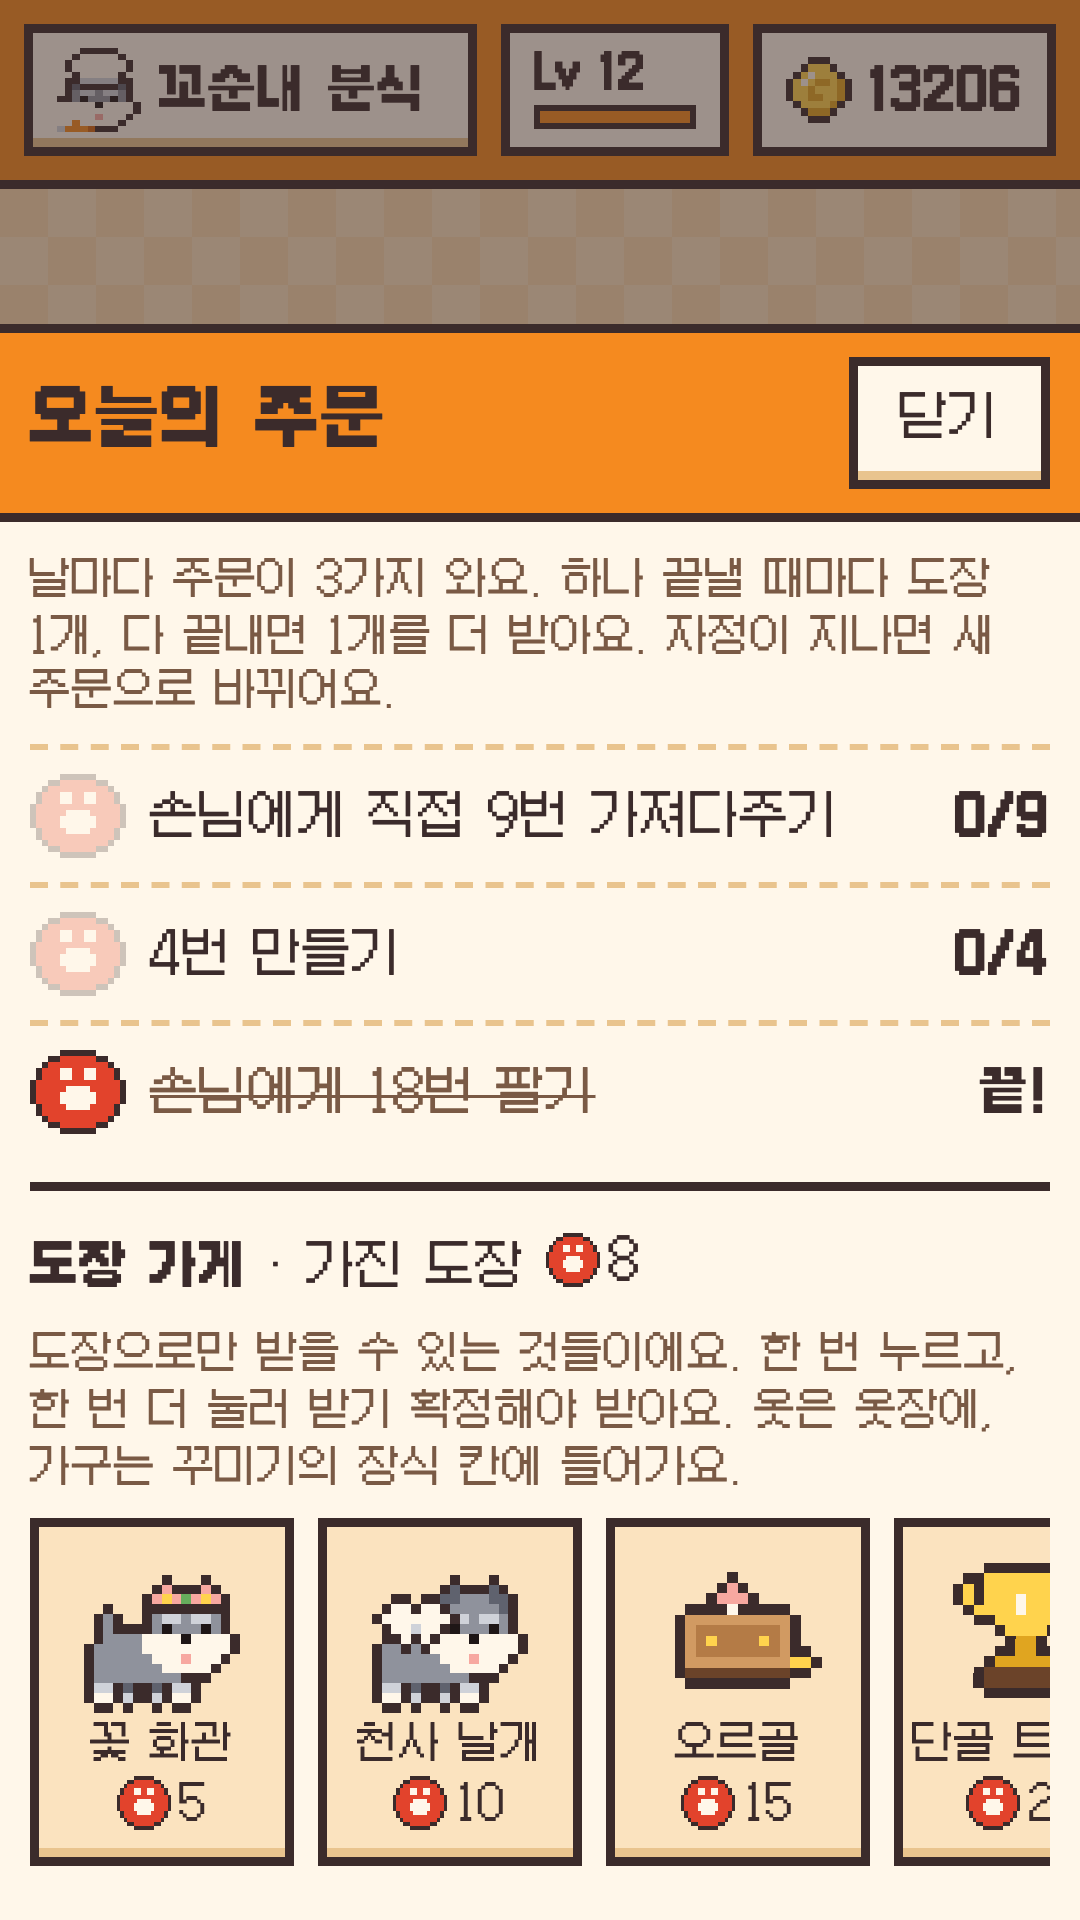 꼬순내 분식
Lv 12
13206
오늘의 주문
닫기
날마다 주문이 3가지 와요. 하나 끝낼 때마다 도장
1개, 다 끝내면 1개를 더 받아요. 자정이 지나면 새
주문으로 바뀌어요.
손님에게 직접 9번 가져다주기 0/9
4번 만들기 0/4
손님에게 18번 팔기 끝!
도장 가게 · 가진 도장 8
도장으로만 받을 수 있는 것들이에요. 한 번 누르고,
한 번 더 눌러 받기 확정해야 받아요. 옷은 옷장에,
가구는 꾸미기의 장식 칸에 들어가요.
꽃 화관
5
천사 날개
10
오르골
15
단골 트
2